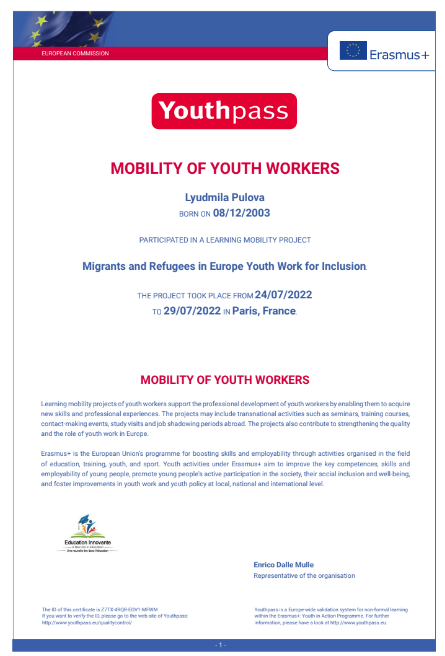 EUROPEAN COMMISSION
Erasmus+
Youthpass
MOBILITY OF YOUTH WORKERS
Lyudmila Pulova
BORN ON 08/12/2003
PARTICIPATED IN A LEARNING MOBILITY PROJECT
Migrants and Refugees in Europe Youth Work for Inclusion.
THE PROJECT TOOK PLACE FROM 24/07/2022
TO 29/07/2022 IN Paris, France.
MOBILITY OF YOUTH WORKERS
Learning mobility projects of youth workers support the professional development of youth workers by enabling them to acquire
new skills and professional experiences. The projects may include transnational activities such as seminars, training courses,
contact-making events, study visits and job shadowing periods abroad. The projects also contribute to strengthening the quality
and the role of youth work in Europe.
Erasmus+ is the European Union's programme for boosting skills and employability through activities organised in the field
of education, training, youth, and sport. Youth activities under Erasmus+ aim to improve the key competences, skills and
employability of young people, promote young people's active participation in the society, their social inclusion and well-being,
and foster improvements in youth work and youth policy at local, national and international level.
Education Innovante
Enrico Dalle Mulle
Representative of the organisation
The ID of this certificate is
If you want to verify the ID, please go to the web site of Youthpass:
http://www.youthpass.eu/qualitycontrol/
Youthpass is a Europe-wide validation system for non-formal learning
within the Erasmus+: Youth in Action Programme. For further
information, please have a look at http://www.youthpass.eu.
- 1 -